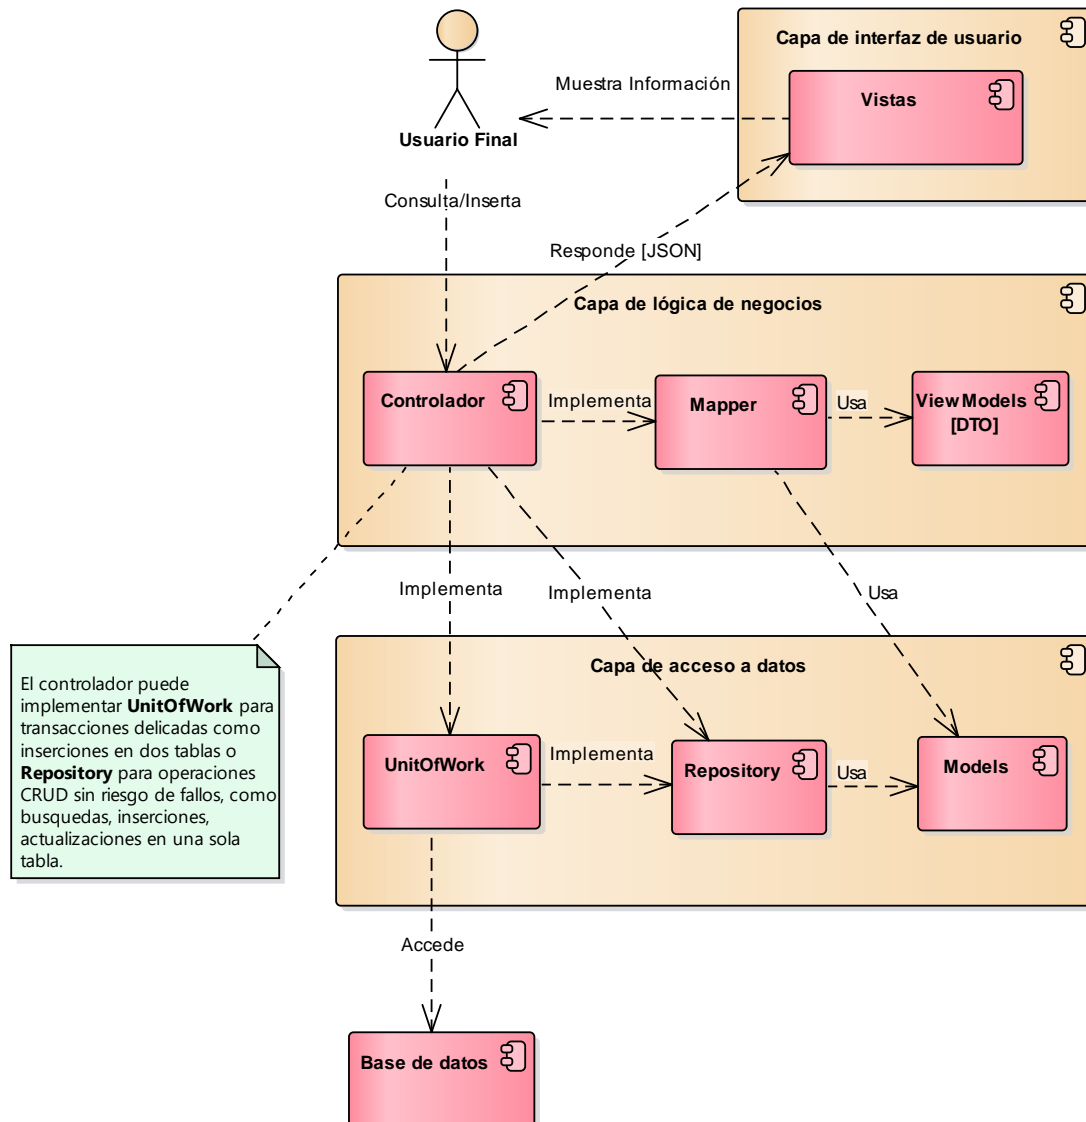 Capa de interfaz de usuario
Vistas
Muestra Información
Usuario Final
Consulta/Inserta
Responde [JSON]
Capa de lógica de negocios
Controlador
Implementa
Mapper
Usa
View Models
[DTO]
Implementa
Implementa
Usa
El controlador puede
implementar UnitOfWork para
transacciones delicadas como
inserciones en dos tablas o
Repository para operaciones
CRUD sin riesgo de fallos, como
busquedas, inserciones,
actualizaciones en una sola
tabla.
Capa de acceso a datos
UnitOfWork
Implementa
Repository
Usa
Models
Accede
Base de datos